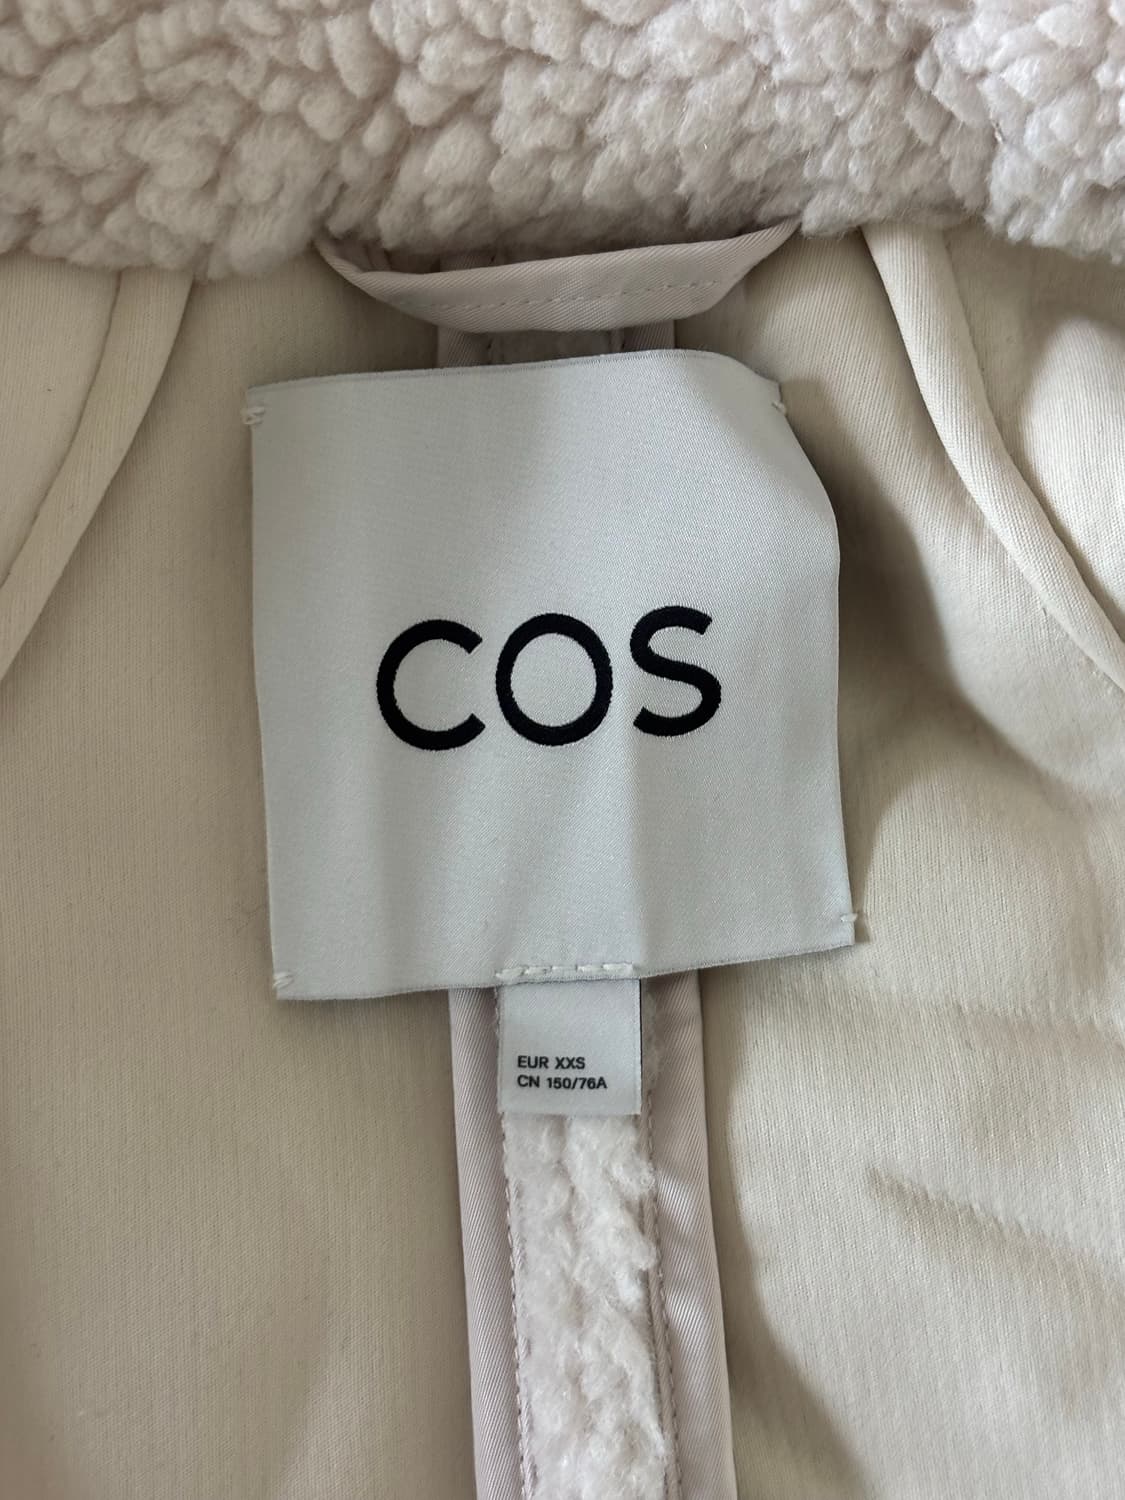 COS
EUR XXS
CN 150/76A